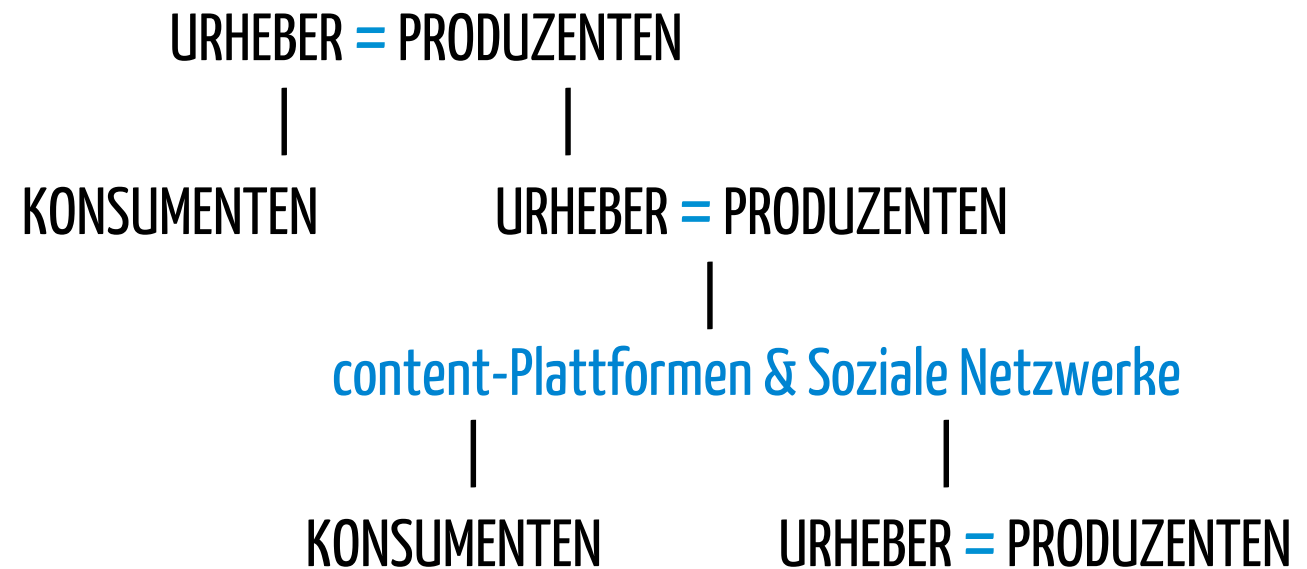 URHEBER = PRODUZENTEN
KONSUMENTEN URHEBER = PRODUZENTEN
content-Plattformen & Soziale Netzwerke
KONSUMENTEN URHEBER = PRODUZENTEN